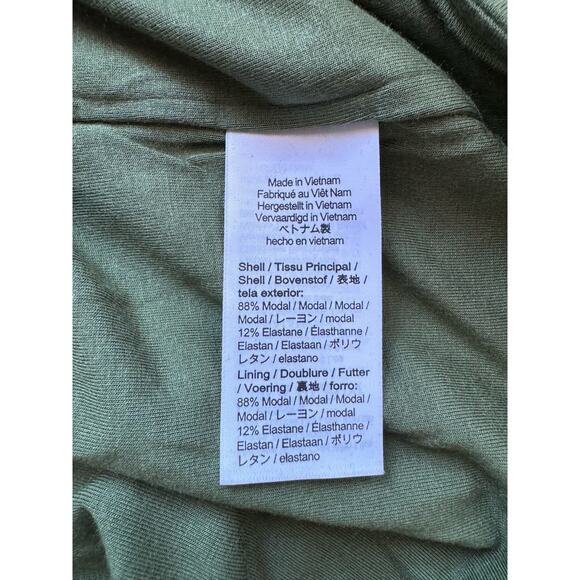 Made in Vietnam
Fabriqué au Viêt Nam
Hergestellt in Vietnam
Vervaardigd in Vietnam
ベトナム製
hecho en vietnam
Shell / Tissu Principal /
Shell / Bovenstof / 表地 /
tela exterior:
88% Modal / Modal / Modal /
Modal / レーヨン / modal
12% Elastane / Élasthanne /
Elastan / Elastaan / ポリウ
レタン / elastano
Lining / Doublure / Futter
/ Voering / 裏地 / forro:
88% Modal / Modal / Modal /
Modal / レーヨン / modal
12% Elastane / Élasthanne /
Elastan / Elastaan / ポリウ
レタン / elastano